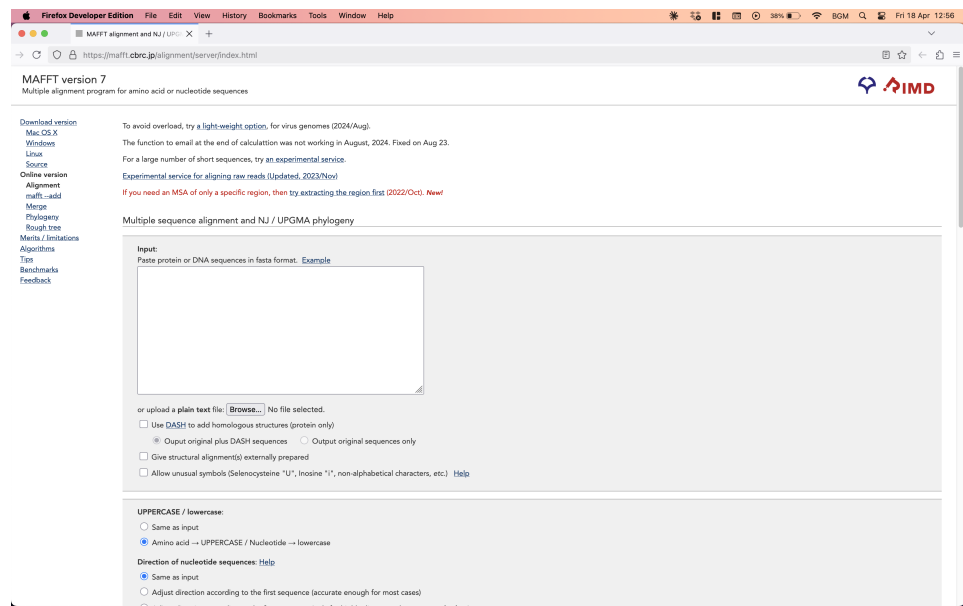 Firefox Developer Edition File Edit View History Bookmarks Tools Window Help 38% BGM Fri 18 Apr 12:56
MAFFT alignment and NJ / UPG
https://mafft.cbrc.jp/alignment/server/index.html
MAFFT version 7
Multiple alignment program for amino acid or nucleotide sequences
RIMD
Download version
Mac OS X
Windows
Linux
Source
Online version
Alignment
mafft --add
Merge
Phylogeny
Rough tree
Merits / limitations
Algorithms
Tips
Benchmarks
Feedback
To avoid overload, try a light-weight option, for virus genomes (2024/Aug).
The function to email at the end of calculattion was not working in August, 2024. Fixed on Aug 23.
For a large number of short sequences, try an experimental service.
Experimental service for aligning raw reads (Updated, 2023/Nov)
If you need an MSA of only a specific region, then try extracting the region first (2022/Oct). New!
Multiple sequence alignment and NJ / UPGMA phylogeny
Input:
Paste protein or DNA sequences in fasta format. Example
or upload a plain text file: Browse... No file selected.
Use DASH to add homologous structures (protein only)
Ouput original plus DASH sequences Output original sequences only
Give structural alignment(s) externally prepared
Allow unusual symbols (Selenocysteine "U", Inosine "i", non-alphabetical characters, etc.) Help
UPPERCASE / lowercase:
Same as input
Amino acid → UPPERCASE / Nucleotide → lowercase
Direction of nucleotide sequences: Help
Same as input
Adjust direction according to the first sequence (accurate enough for most cases)